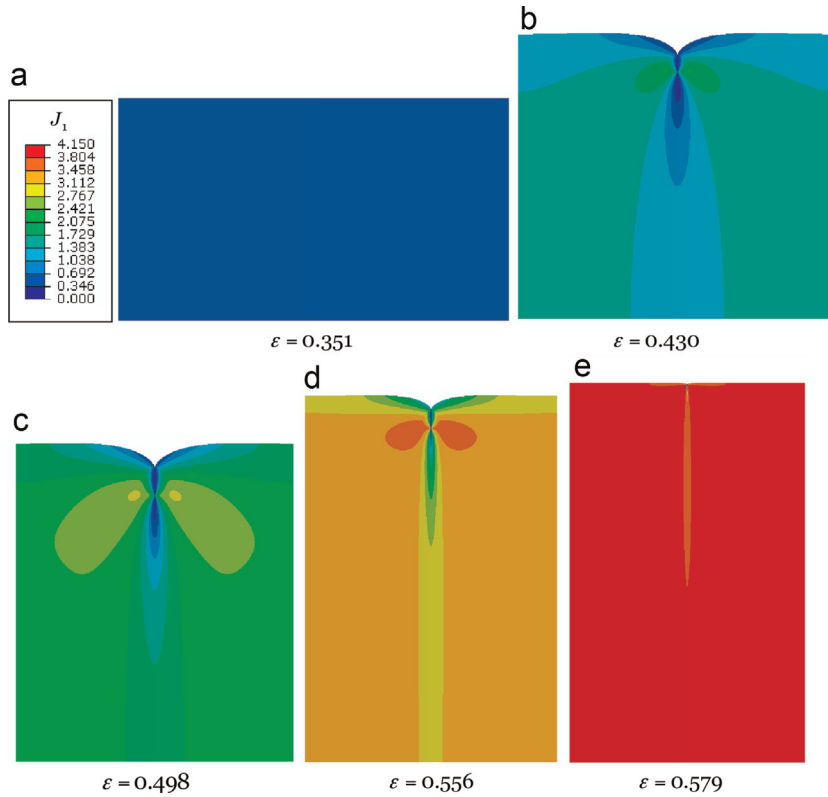 a
b
J₁
4.150
3.804
3.458
3.112
2.767
2.421
2.075
1.729
1.383
1.038
0.692
0.346
0.000
ε = 0.351
ε = 0.430
c
d
e
ε = 0.498
ε = 0.556
ε = 0.579